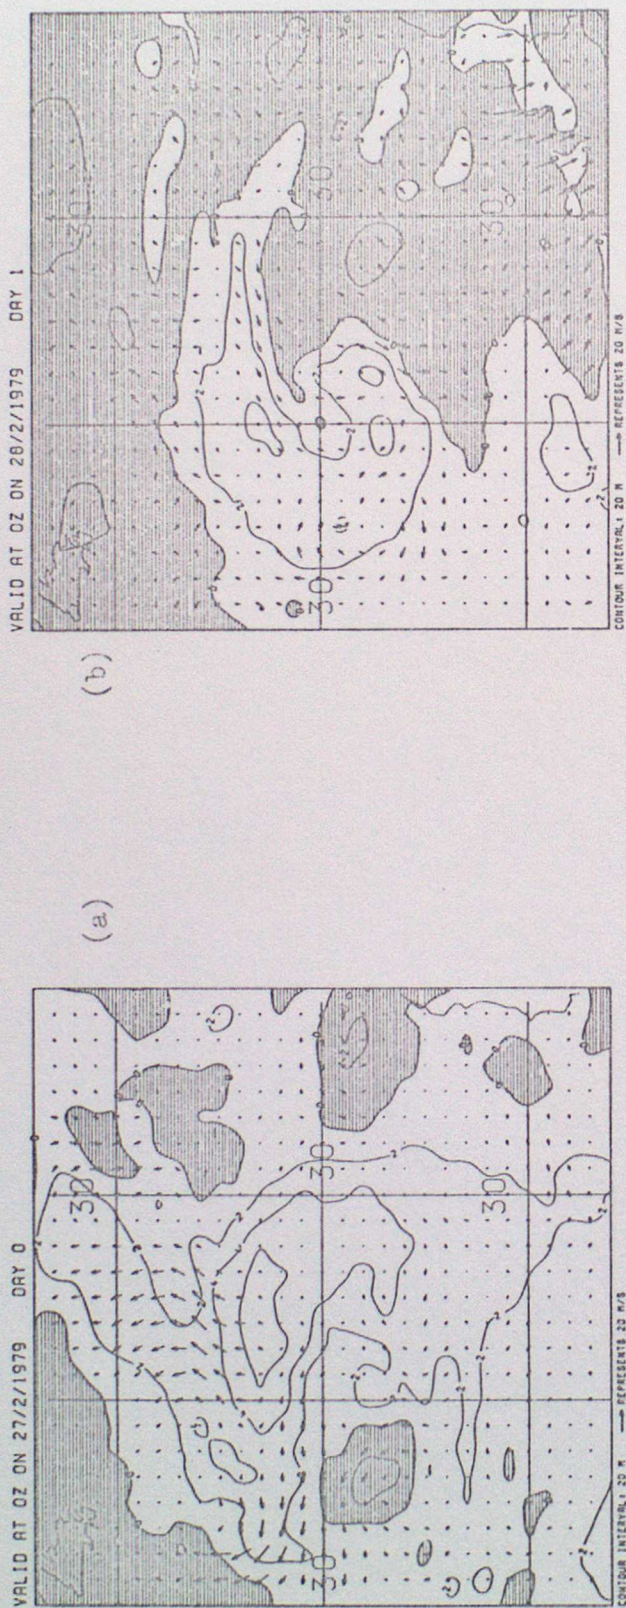 VALID AT 0Z ON 27/2/1979 DAY 0
30
30
30
30
CONTOUR INTERVAL: 20 M → REPRESENTS 20 M/S
(a)
(b)
VALID AT 0Z ON 28/2/1979 DAY 1
30
30
30
30
CONTOUR INTERVAL: 20 M → REPRESENTS 20 M/S